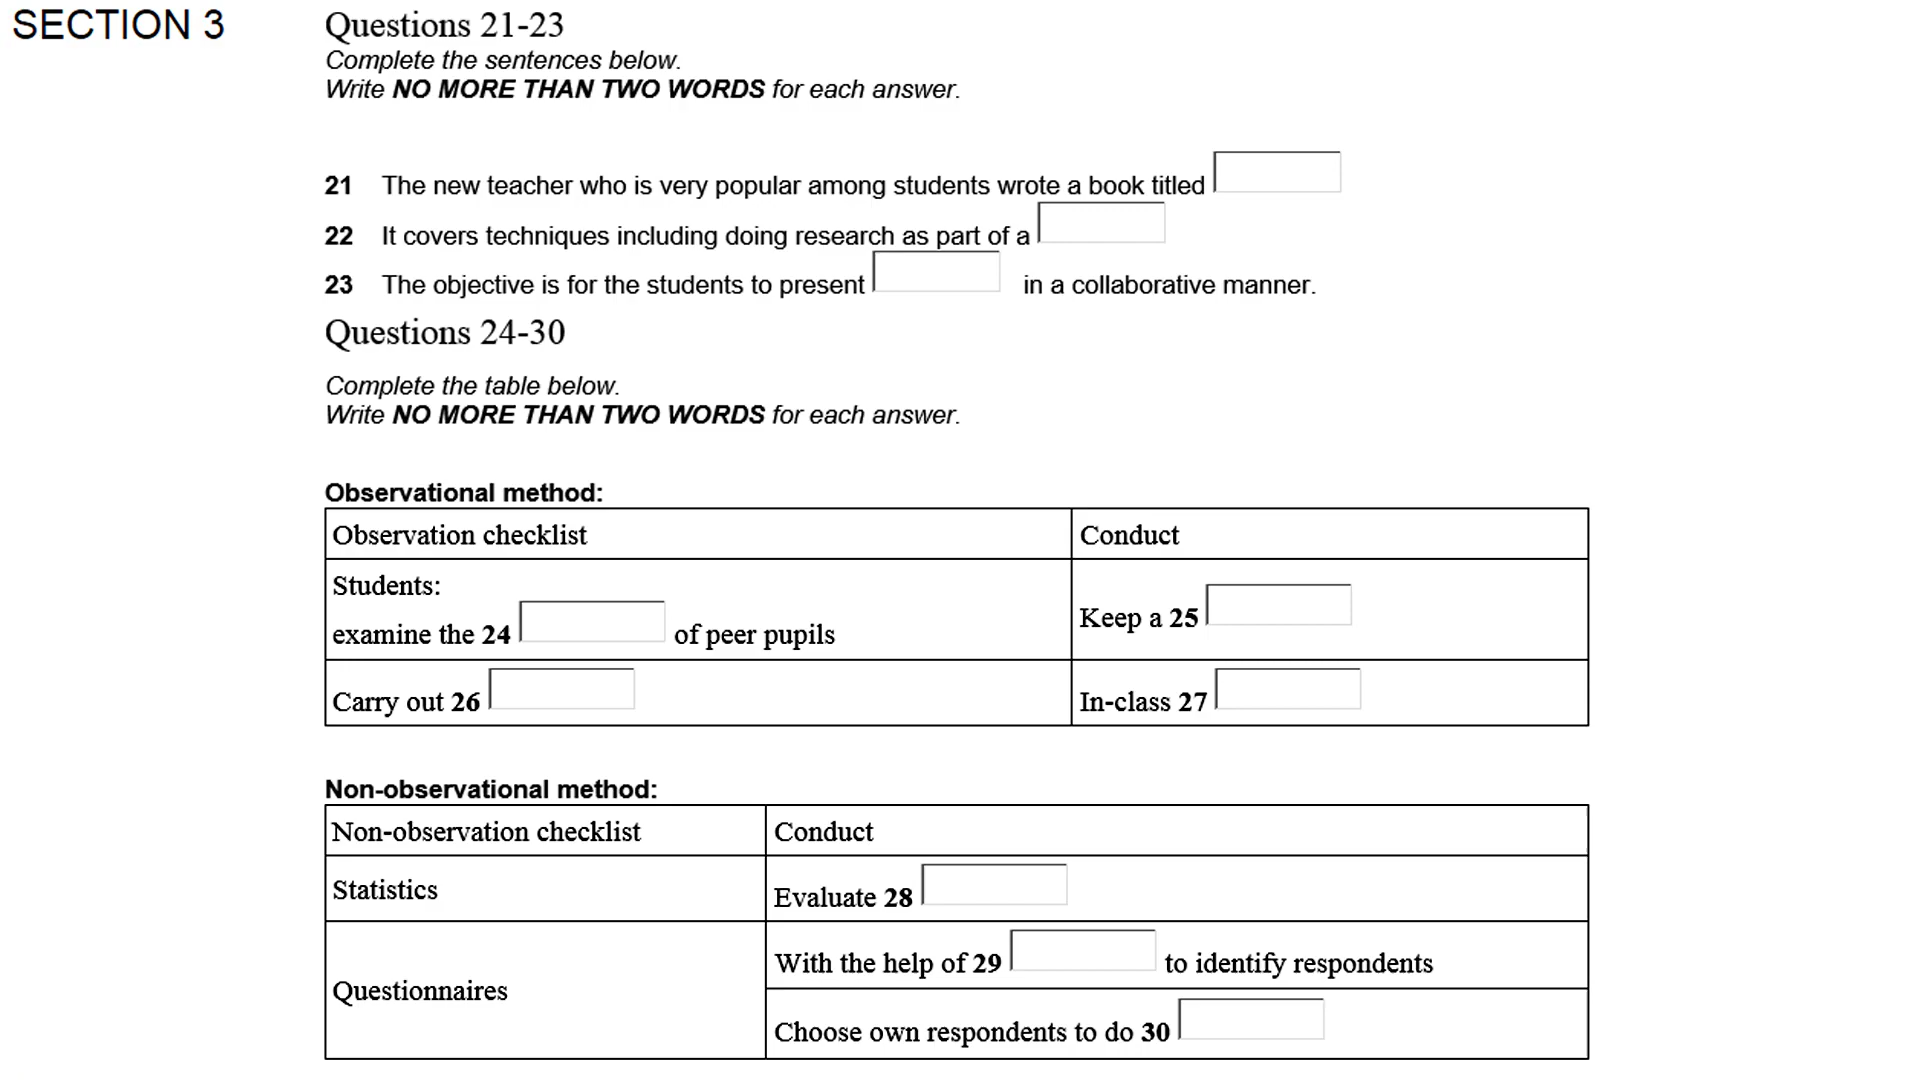 SECTION 3
Questions 21-23
Complete the sentences below.
Write NO MORE THAN TWO WORDS for each answer.
21 The new teacher who is very popular among students wrote a book titled
22 It covers techniques including doing research as part of a
23 The objective is for the students to present in a collaborative manner.
Questions 24-30
Complete the table below.
Write NO MORE THAN TWO WORDS for each answer.
Observational method:
Observation checklist
Conduct
Students:
examine the 24 of peer pupils
Keep a 25
Carry out 26
In-class 27
Non-observational method:
Non-observation checklist
Conduct
Statistics
Evaluate 28
Questionnaires
With the help of 29 to identify respondents
Choose own respondents to do 30